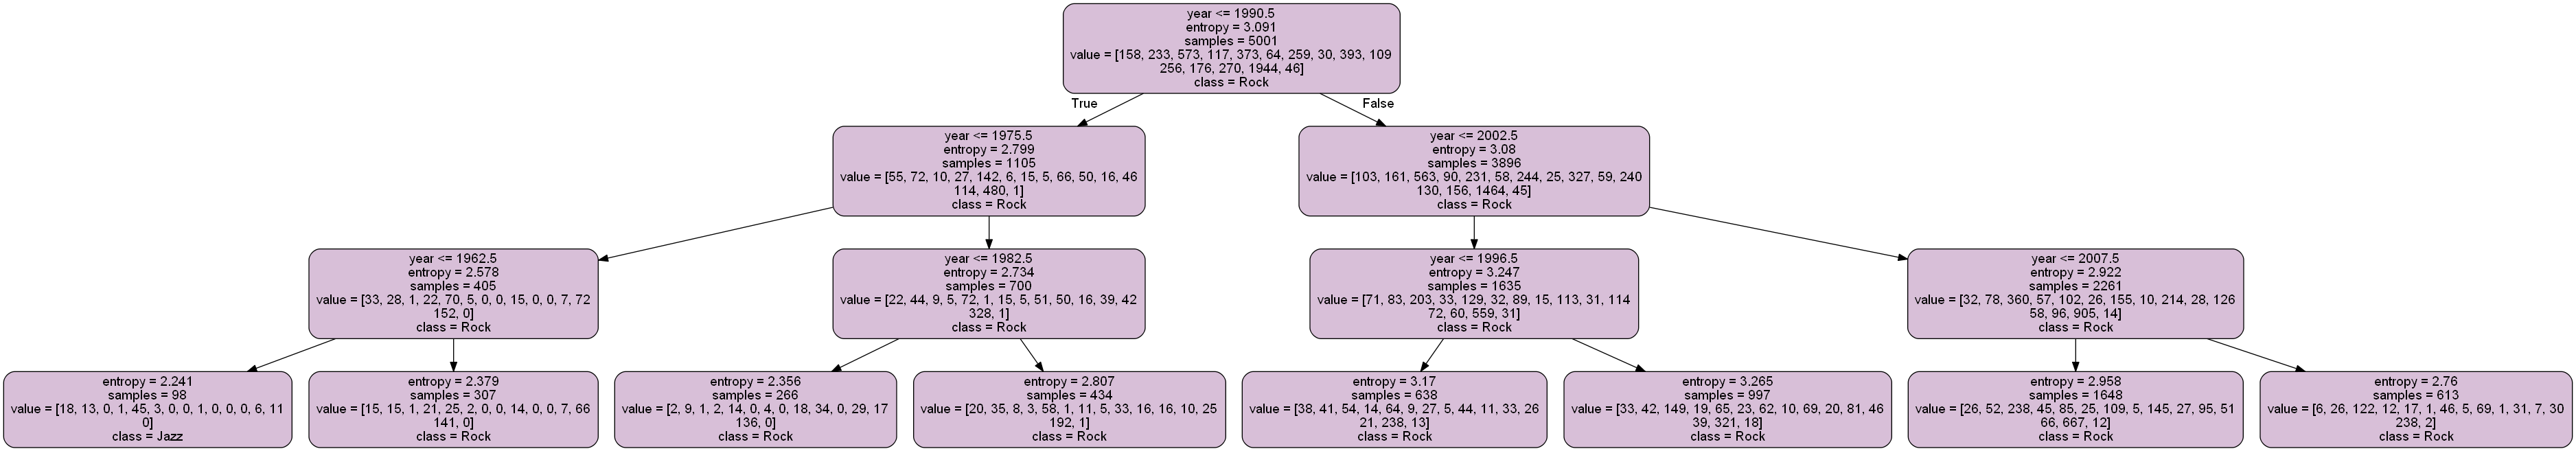 year <= 1990.5
entropy = 3.091
samples = 5001
value = [158, 233, 573, 117, 373, 64, 259, 30, 393, 109
256, 176, 270, 1944, 46]
class = Rock
True
False
year <= 1975.5
entropy = 2.799
samples = 1105
value = [55, 72, 10, 27, 142, 6, 15, 5, 66, 50, 16, 46
114, 480, 1]
class = Rock
year <= 2002.5
entropy = 3.08
samples = 3896
value = [103, 161, 563, 90, 231, 58, 244, 25, 327, 59, 240
130, 156, 1464, 45]
class = Rock
year <= 1962.5
entropy = 2.578
samples = 405
value = [33, 28, 1, 22, 70, 5, 0, 0, 15, 0, 0, 7, 72
152, 0]
class = Rock
year <= 1982.5
entropy = 2.734
samples = 700
value = [22, 44, 9, 5, 72, 1, 15, 5, 51, 50, 16, 39, 42
328, 1]
class = Rock
year <= 1996.5
entropy = 3.247
samples = 1635
value = [71, 83, 203, 33, 129, 32, 89, 15, 113, 31, 114
72, 60, 559, 31]
class = Rock
year <= 2007.5
entropy = 2.922
samples = 2261
value = [32, 78, 360, 57, 102, 26, 155, 10, 214, 28, 126
58, 96, 905, 14]
class = Rock
entropy = 2.241
samples = 98
value = [18, 13, 0, 1, 45, 3, 0, 0, 1, 0, 0, 0, 6, 11
0]
class = Jazz
entropy = 2.379
samples = 307
value = [15, 15, 1, 21, 25, 2, 0, 0, 14, 0, 0, 7, 66
141, 0]
class = Rock
entropy = 2.356
samples = 266
value = [2, 9, 1, 2, 14, 0, 4, 0, 18, 34, 0, 29, 17
136, 0]
class = Rock
entropy = 2.807
samples = 434
value = [20, 35, 8, 3, 58, 1, 11, 5, 33, 16, 16, 10, 25
192, 1]
class = Rock
entropy = 3.17
samples = 638
value = [38, 41, 54, 14, 64, 9, 27, 5, 44, 11, 33, 26
21, 238, 13]
class = Rock
entropy = 3.265
samples = 997
value = [33, 42, 149, 19, 65, 23, 62, 10, 69, 20, 81, 46
39, 321, 18]
class = Rock
entropy = 2.958
samples = 1648
value = [26, 52, 238, 45, 85, 25, 109, 5, 145, 27, 95, 51
66, 667, 12]
class = Rock
entropy = 2.76
samples = 613
value = [6, 26, 122, 12, 17, 1, 46, 5, 69, 1, 31, 7, 30
238, 2]
class = Rock